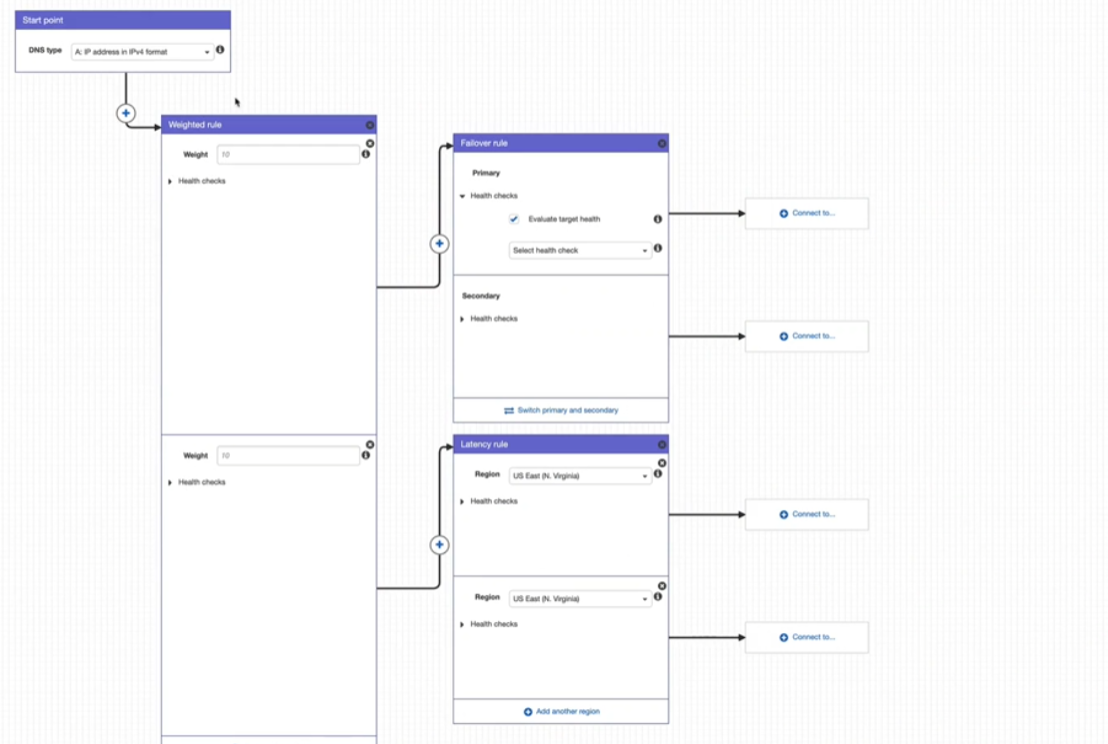 Start point
DNS type A: IP address in IPv4 format
Weighted rule
Weight 10
Health checks
Failover rule
Primary
Health checks
Evaluate target health
Select health check
Connect to...
Secondary
Health checks
Connect to...
Switch primary and secondary
Weight 10
Health checks
Latency rule
Region US East (N. Virginia)
Health checks
Connect to...
Region US East (N. Virginia)
Health checks
Connect to...
Add another region